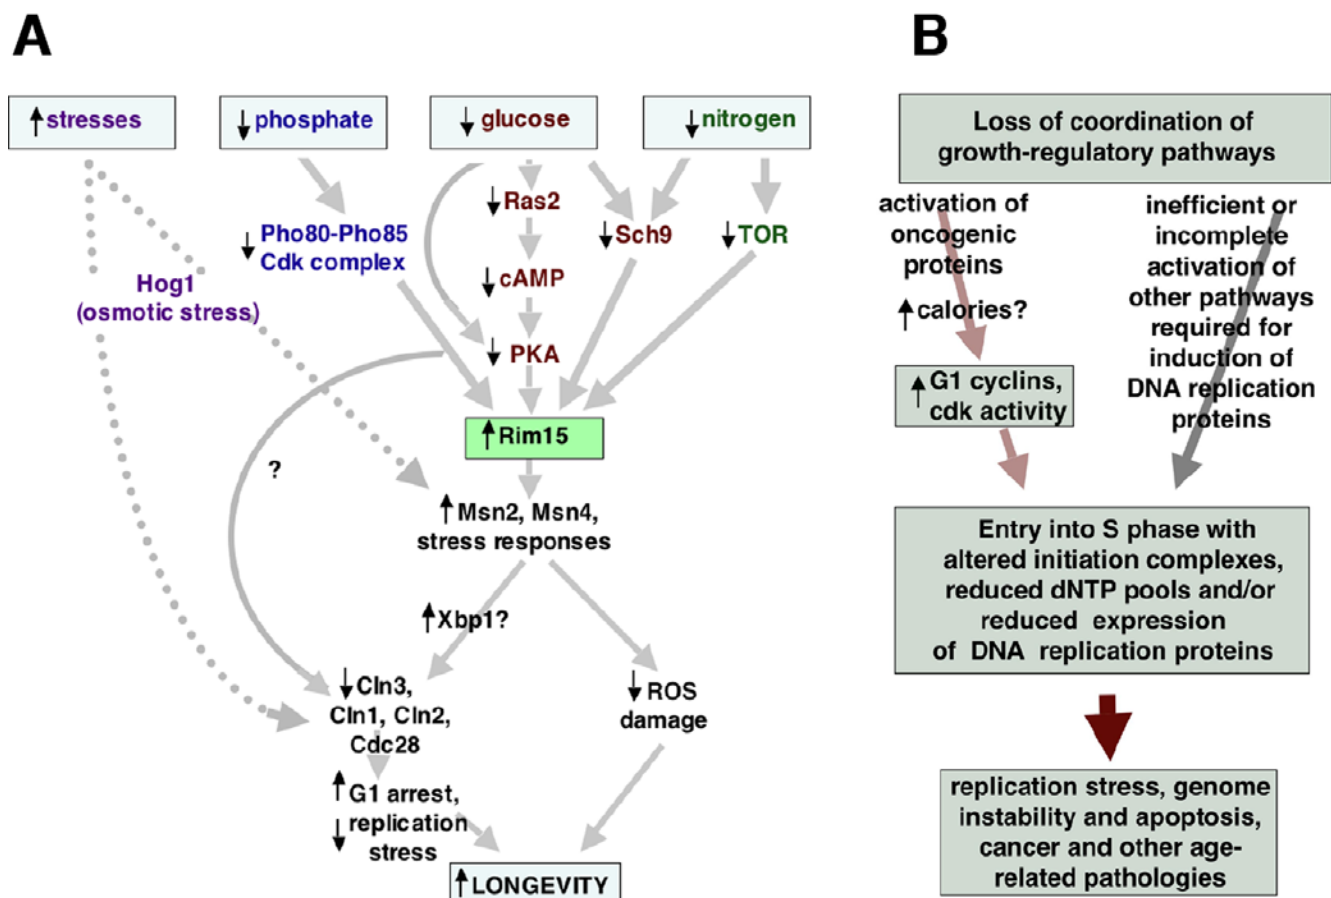 A
stresses
phosphate
glucose
nitrogen
Ras2
Pho80-Pho85
Cdk complex
Sch9
TOR
Hog1
(osmotic stress)
cAMP
PKA
Rim15
?
Msn2, Msn4,
stress responses
Xbp1?
Cln3,
Cln1, Cln2,
Cdc28
ROS
damage
G1 arrest,
replication
stress
LONGEVITY
B
Loss of coordination of
growth-regulatory pathways
activation of
oncogenic
proteins
calories?
inefficient or
incomplete
activation of
other pathways
required for
induction of
DNA replication
proteins
G1 cyclins,
cdk activity
Entry into S phase with
altered initiation complexes,
reduced dNTP pools and/or
reduced expression
of DNA replication proteins
replication stress, genome
instability and apoptosis,
cancer and other age-
related pathologies